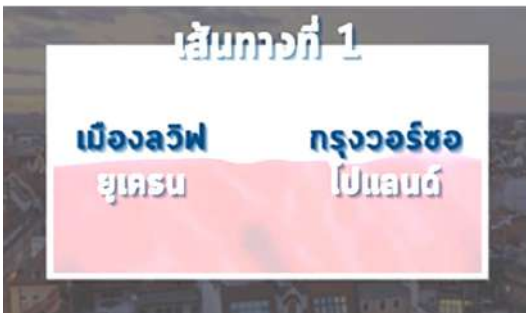 เส้นทางที่ 1
เมืองลวิฟ กรุงวอร์ซอ
ยูเครน โปแลนด์